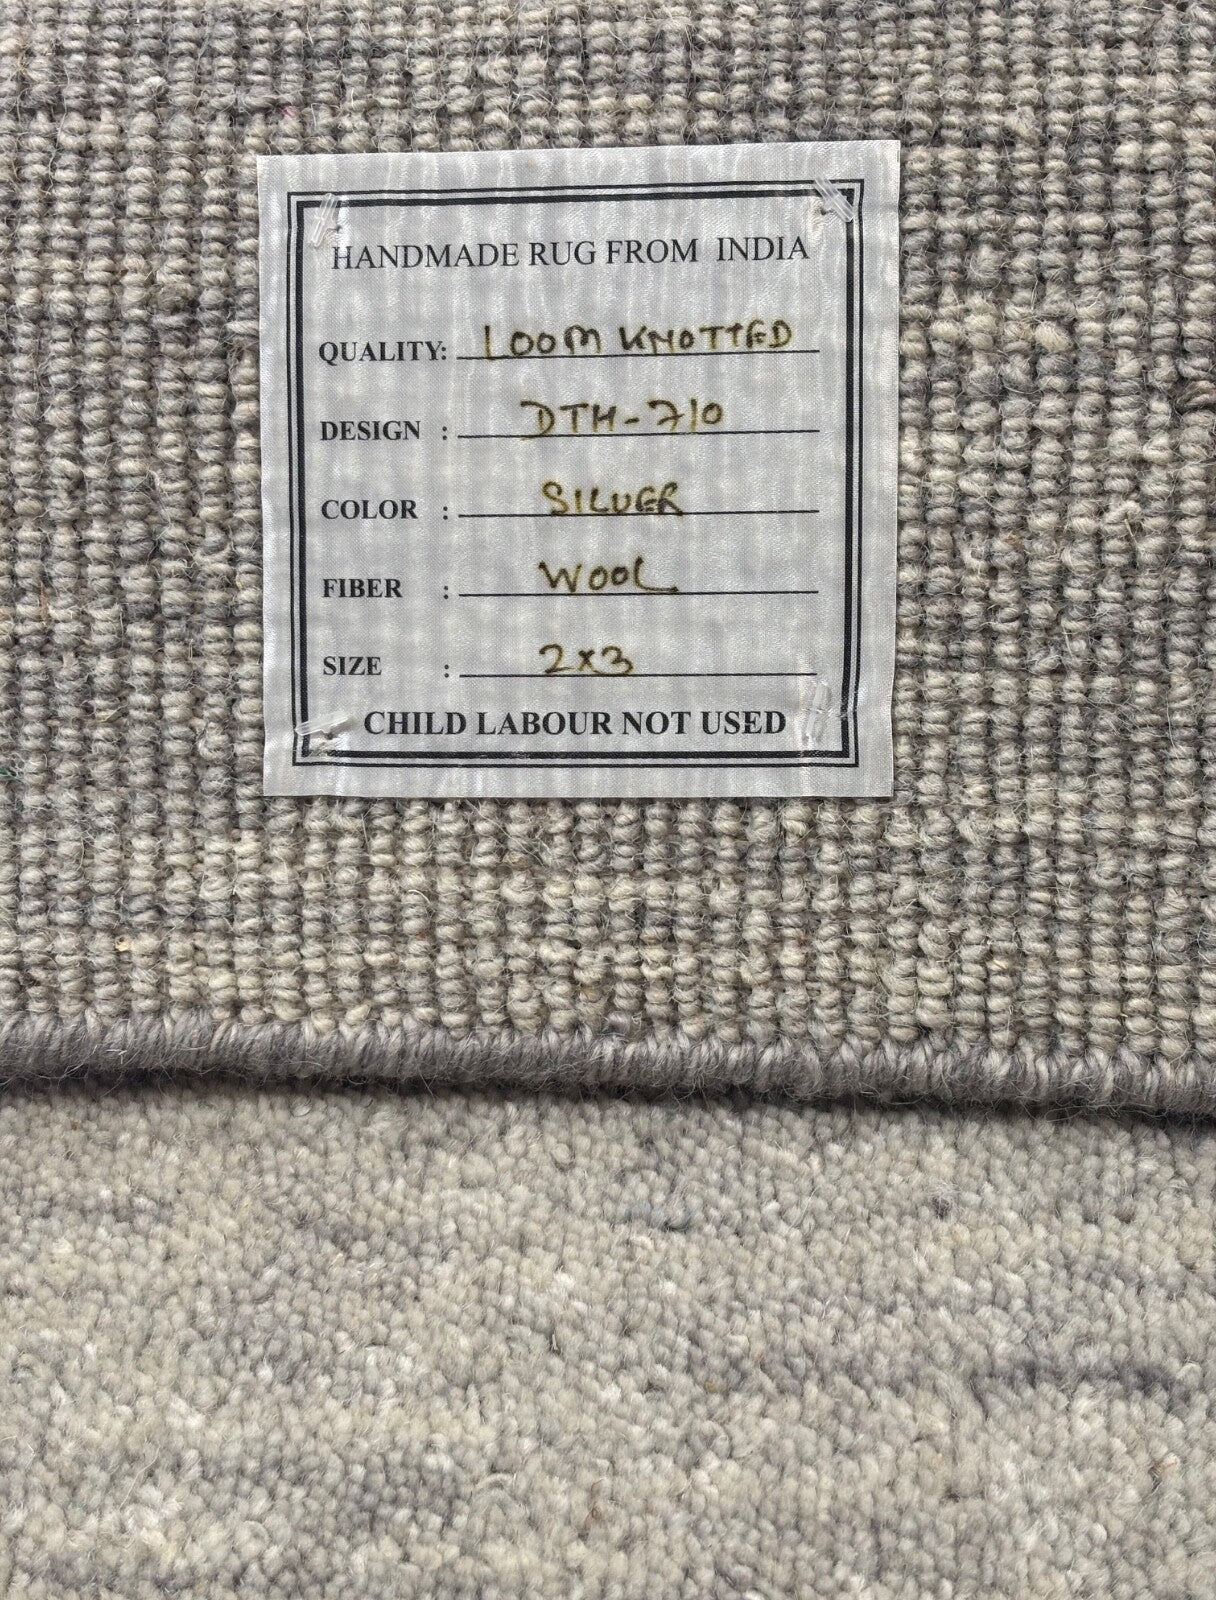 HANDMADE RUG FROM INDIA
QUALITY: LOOM KNOTTED
DESIGN : DTH-710
COLOR : SILVER
FIBER : WOOL
SIZE : 2x3
CHILD LABOUR NOT USED